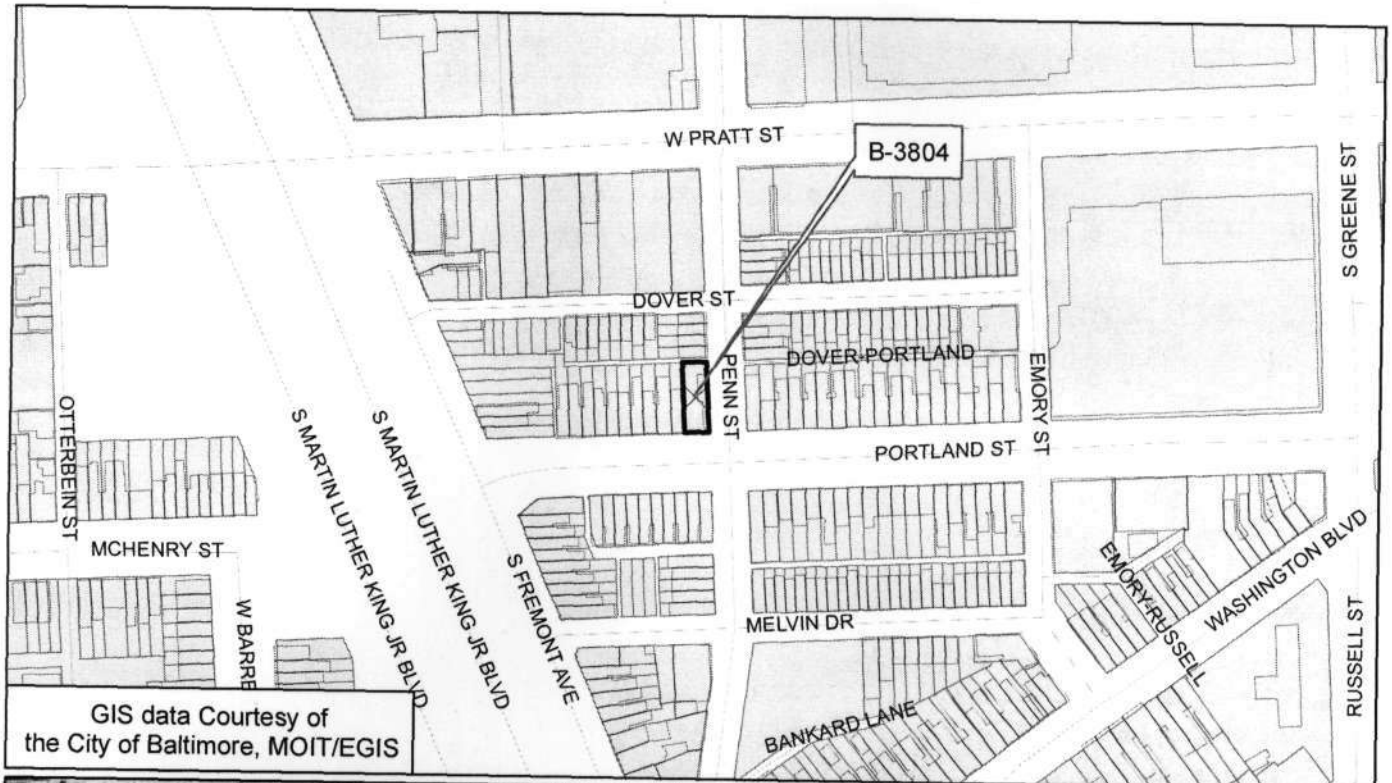 W PRATT ST
B-3804
S GREENE ST
DOVER ST
DOVER-PORTLAND
PENN ST
EMORY ST
PORTLAND ST
OTTERBEIN ST
S MARTIN LUTHER KING JR BLVD
S MARTIN LUTHER KING JR BLVD
MCHENRY ST
S FREMONT AVE
W BARRE
EMORY-RUSSELL
WASHINGTON BLVD
MELVIN DR
RUSSELL ST
BANKARD LANE
GIS data Courtesy of
the City of Baltimore, MOIT/EGIS